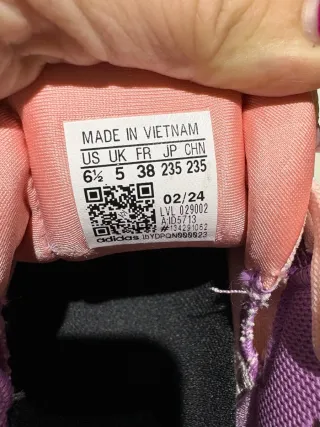 MADE IN VIETNAM
US UK FR JP CHN
6½ 5 38 235 235
02/24
LVL 029002
A:ID5713
#134291052
adidas